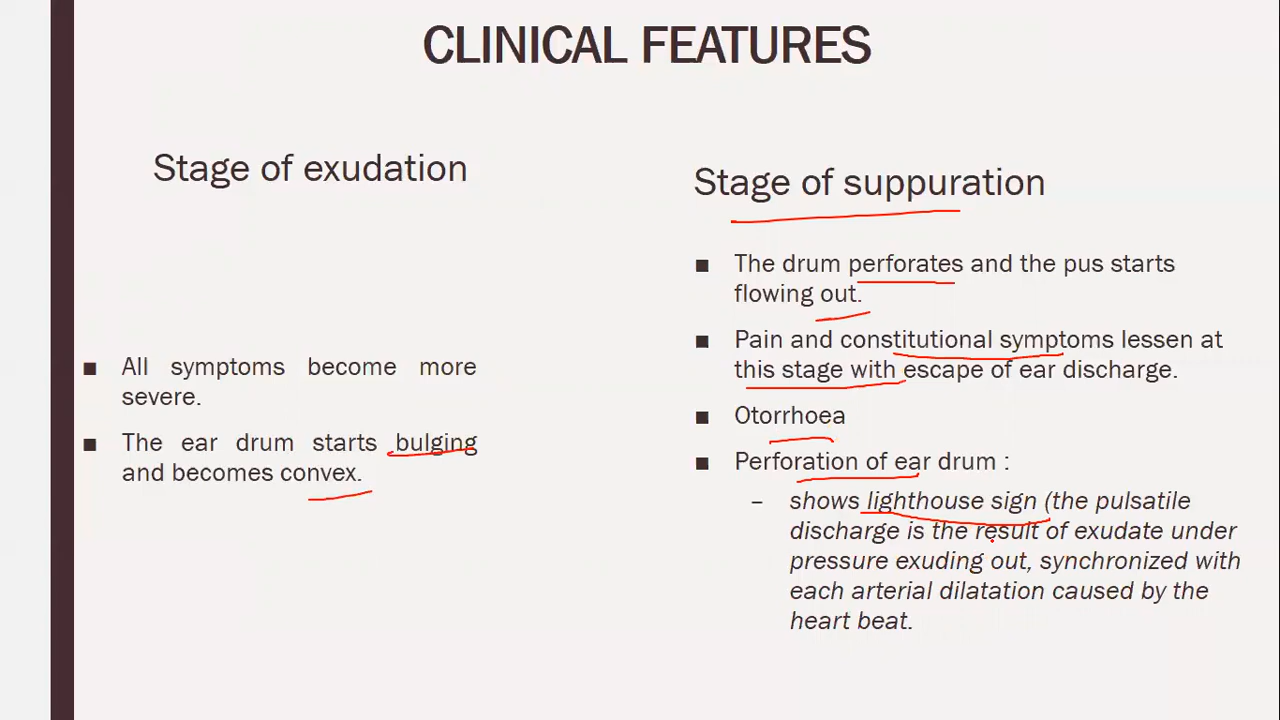 CLINICAL FEATURES
Stage of exudation
■ All symptoms become more
severe.
■ The ear drum starts bulging
and becomes convex.
Stage of suppuration
■ The drum perforates and the pus starts
flowing out.
■ Pain and constitutional symptoms lessen at
this stage with escape of ear discharge.
■ Otorrhoea
■ Perforation of ear drum :
– shows lighthouse sign (the pulsatile
discharge is the result of exudate under
pressure exuding out, synchronized with
each arterial dilatation caused by the
heart beat.